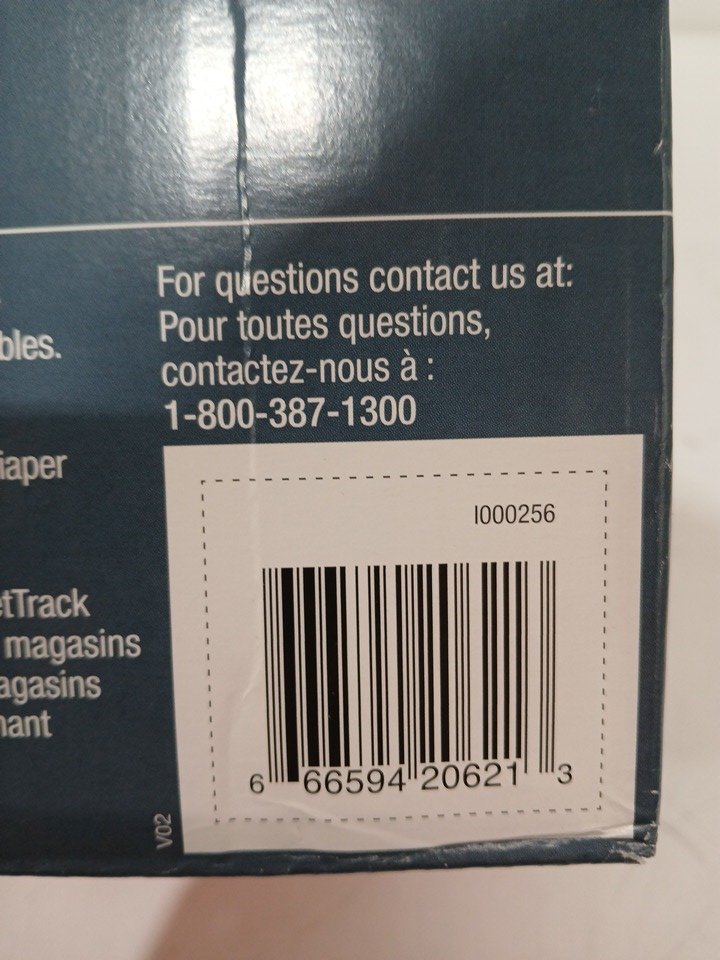 For questions contact us at:
Pour toutes questions,
contactez-nous à :
1-800-387-1300
bles.
iaper
tTrack
magasins
agasins
nant
I000256
6 66594 20621 3
V02